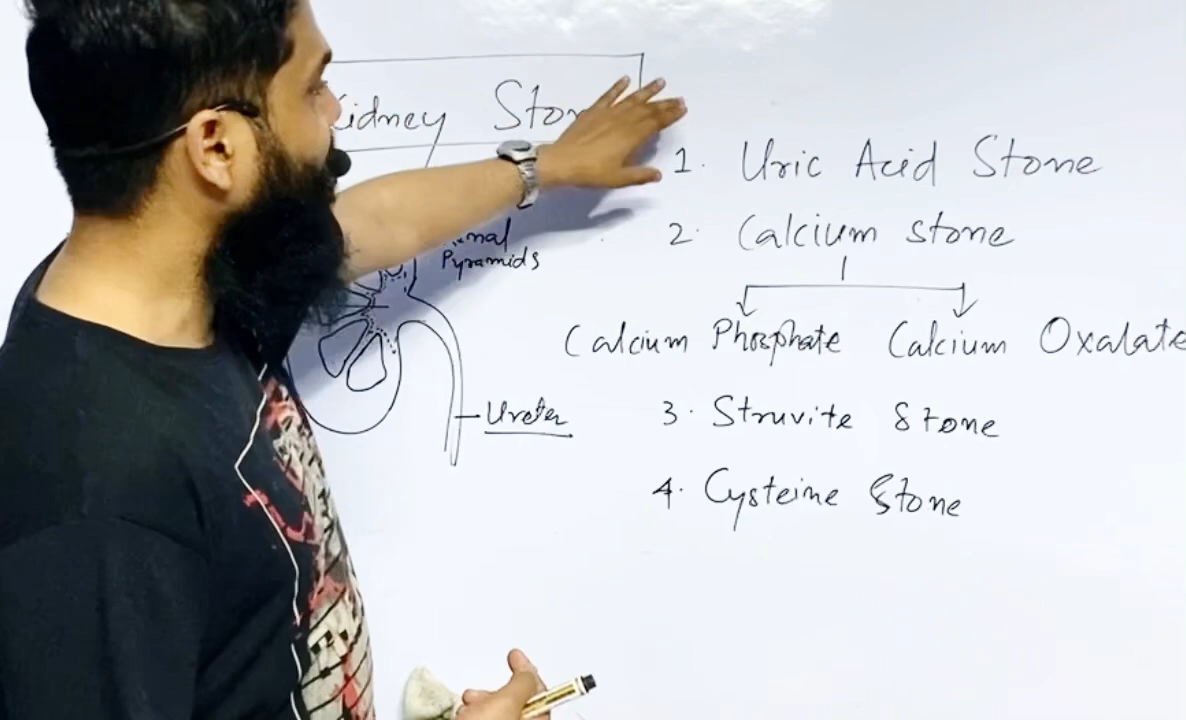 Kidney Ston
1. Uric Acid Stone
2. Calcium stone
Calcium Phosphate Calcium Oxalate
3. Struvite Stone
4. Cysteine Stone
Pyramids
Ureter